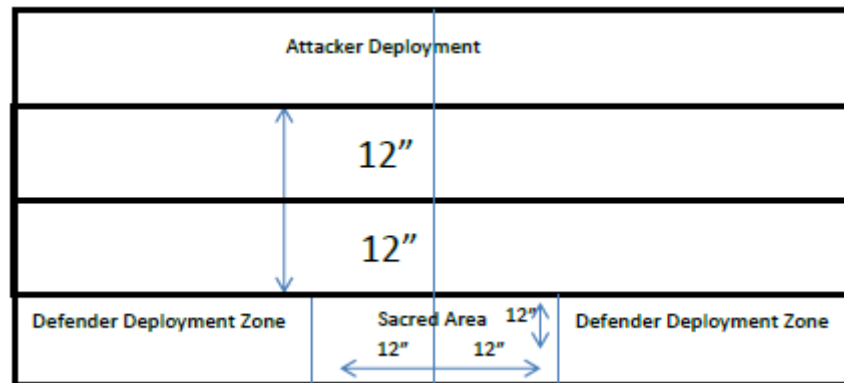 Attacker Deployment
12”
12”
Defender Deployment Zone
Sacred Area
12”
Defender Deployment Zone
12”
12”